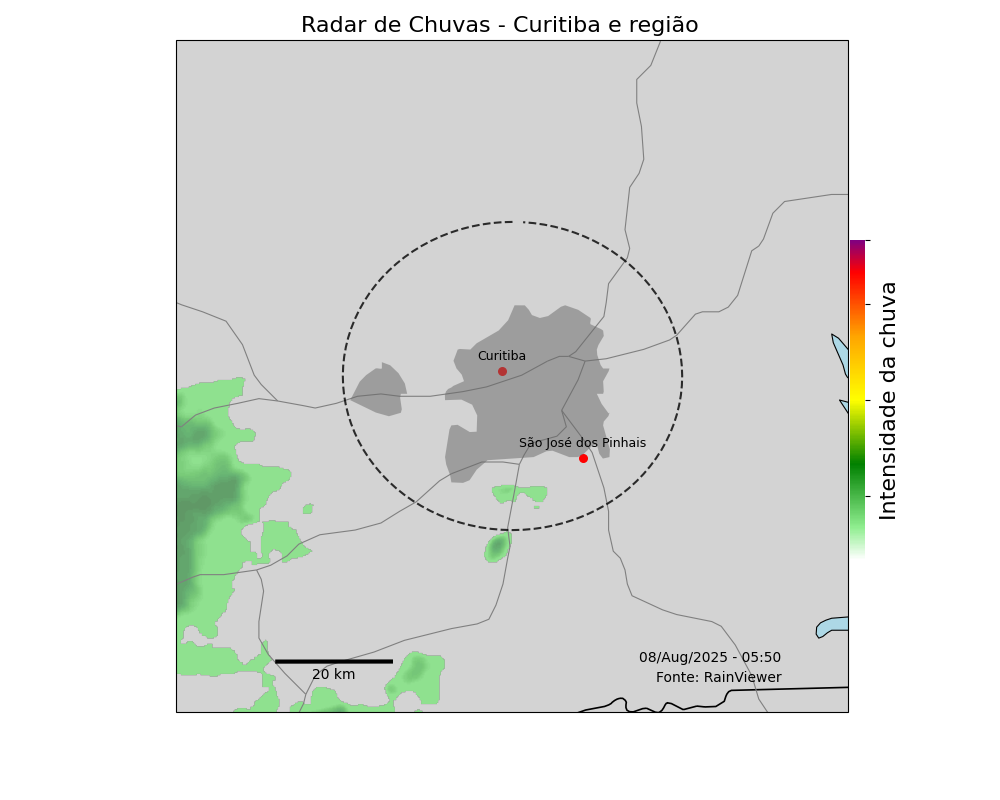 Radar de Chuvas - Curitiba e região
Curitiba
São José dos Pinhais
Intensidade da chuva
20 km
08/Aug/2025 - 05:50
Fonte: RainViewer